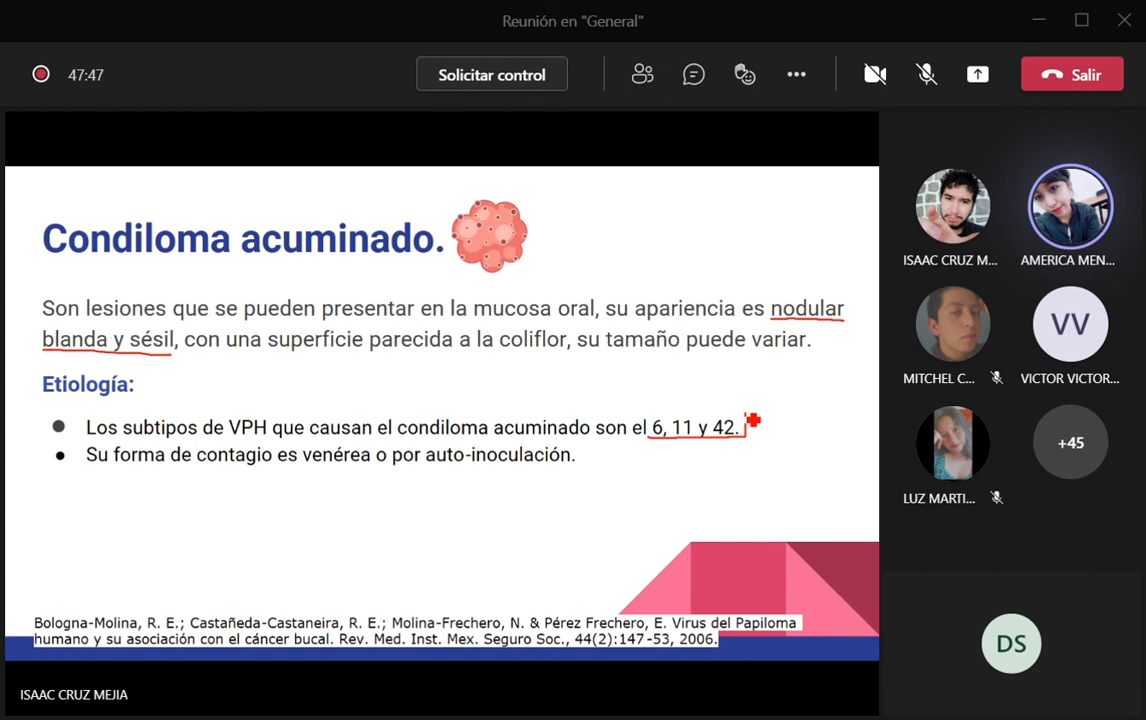 Reunión en "General"
47:47
Solicitar control
Salir
Condiloma acuminado.
Son lesiones que se pueden presentar en la mucosa oral, su apariencia es nodular
blanda y sésil, con una superficie parecida a la coliflor, su tamaño puede variar.
Etiología:
● Los subtipos de VPH que causan el condiloma acuminado son el 6, 11 y 42.
● Su forma de contagio es venérea o por auto-inoculación.
Bologna-Molina, R. E.; Castañeda-Castaneira, R. E.; Molina-Frechero, N. & Pérez Frechero, E. Virus del Papiloma
humano y su asociación con el cáncer bucal. Rev. Med. Inst. Mex. Seguro Soc., 44(2):147-53, 2006.
ISAAC CRUZ MEJIA
ISAAC CRUZ M...
AMERICA MEN...
VV
MITCHEL C...
VICTOR VICTOR...
+45
LUZ MARTI...
DS